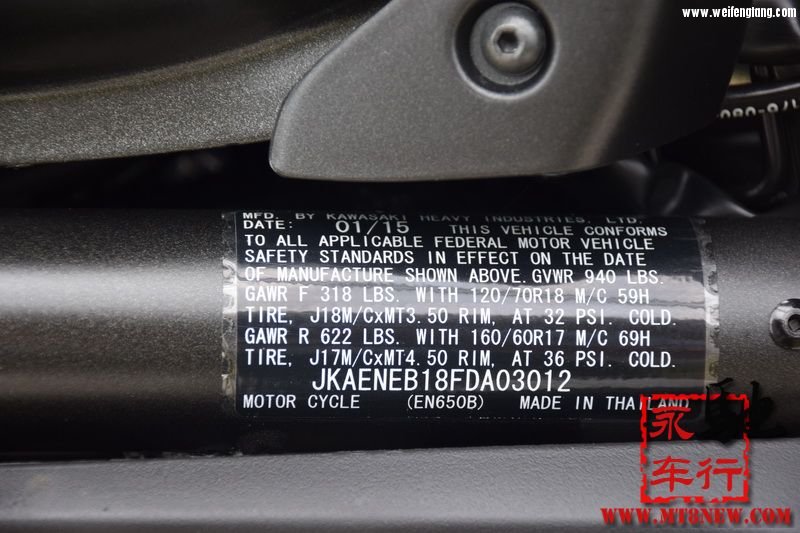 www.weifengtang.com
MFD. BY KAWASAKI HEAVY INDUSTRIES, LTD.
DATE: 01/15 THIS VEHICLE CONFORMS
TO ALL APPLICABLE FEDERAL MOTOR VEHICLE
SAFETY STANDARDS IN EFFECT ON THE DATE
OF MANUFACTURE SHOWN ABOVE. GVWR 940 LBS.
GAWR F 318 LBS. WITH 120/70R18 M/C 59H
TIRE, J18M/CxMT3.50 RIM, AT 32 PSI. COLD.
GAWR R 622 LBS. WITH 160/60R17 M/C 69H
TIRE, J17M/CxMT4.50 RIM, AT 36 PSI. COLD.
JKAENEB18FDA03012
MOTOR CYCLE (EN650B) MADE IN THAILAND
永驰
车行
WWW.MT8NEW.COM